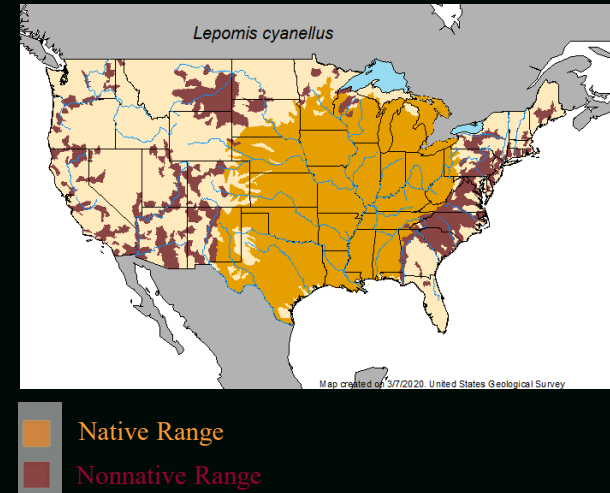 Lepomis cyanellus
Map created on 3/7/2020. United States Geological Survey
Native Range
Nonnative Range